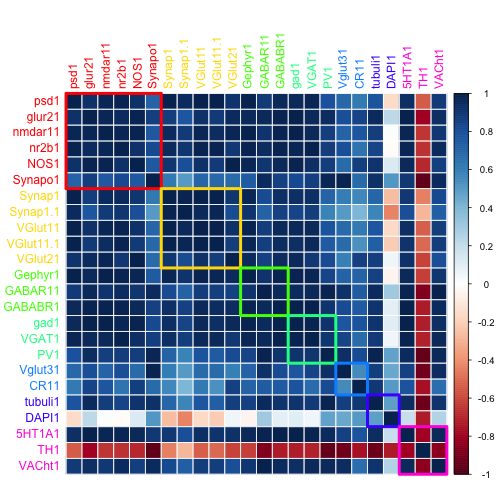 psd1 glur21 nmdar11 nr2b1 NOS1 Synapo1 Synap1 Synap1.1 VGlut11 VGlut11.1 VGlut21 Gephyr1 GABAR11 GABABR1 gad1 VGAT1 PV1 Vglut31 CR11 tubuli1 DAPI1 5HT1A1 TH1 VACht1
psd1
glur21
nmdar11
nr2b1
NOS1
Synapo1
Synap1
Synap1.1
VGlut11
VGlut11.1
VGlut21
Gephyr1
GABAR11
GABABR1
gad1
VGAT1
PV1
Vglut31
CR11
tubuli1
DAPI1
5HT1A1
TH1
VACht1
1
0.8
0.6
0.4
0.2
0
-0.2
-0.4
-0.6
-0.8
-1